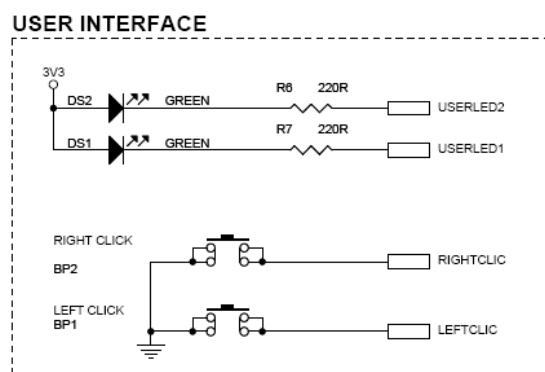 USER INTERFACE
3V3
DS2 GREEN R6 220R USERLED2
DS1 GREEN R7 220R USERLED1
RIGHT CLICK
BP2
RIGHTCLIC
LEFT CLICK
BP1
LEFTCLIC